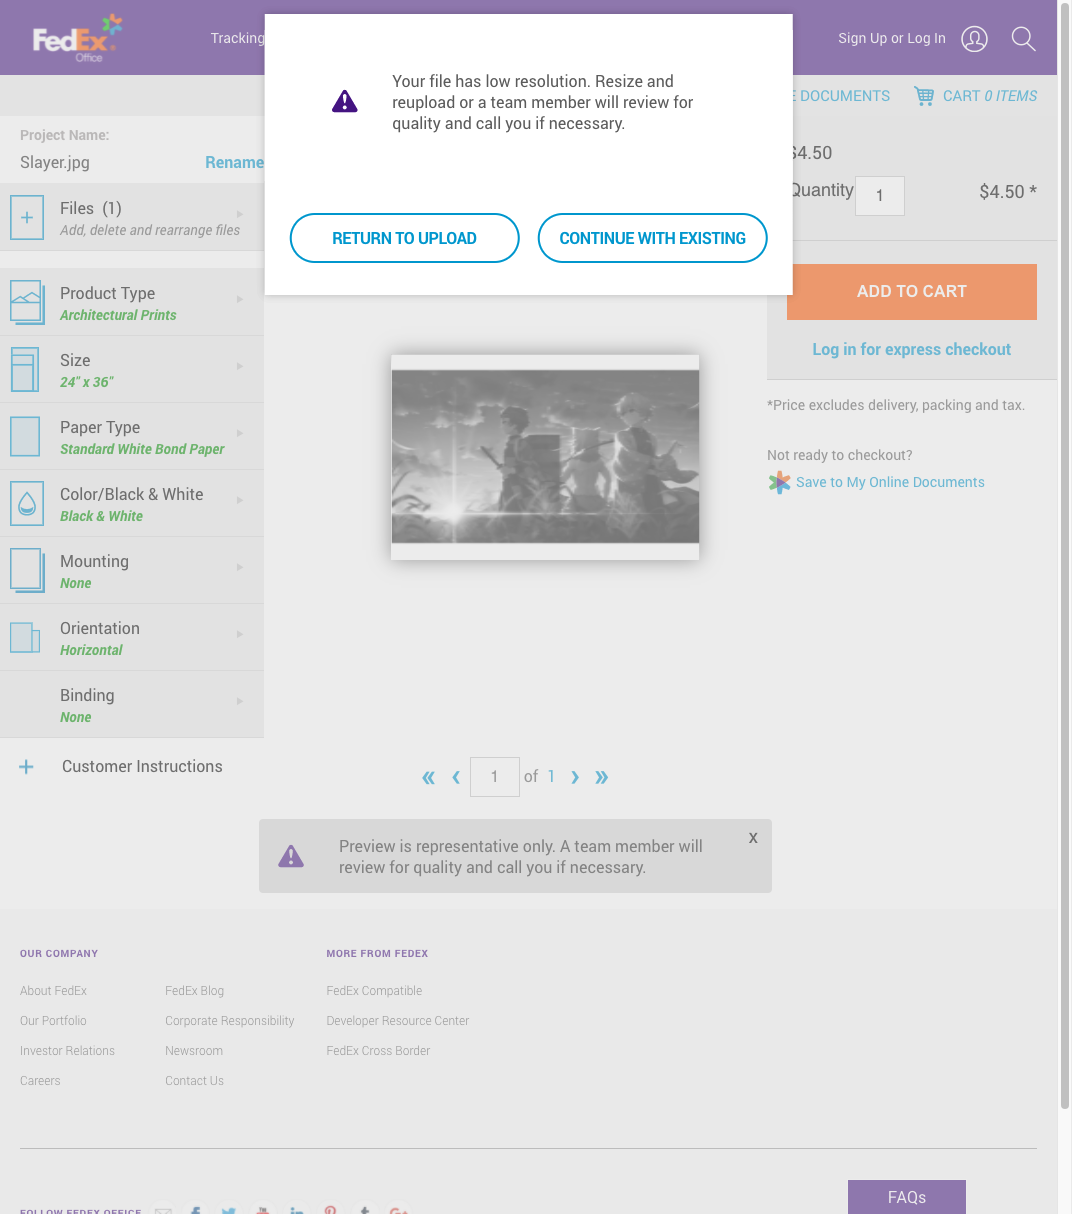 FedEx
Office
Tracking
Sign Up or Log In
DOCUMENTS
CART 0 ITEMS
Your file has low resolution. Resize and
reupload or a team member will review for
quality and call you if necessary.
RETURN TO UPLOAD
CONTINUE WITH EXISTING
Project Name:
Slayer.jpg
Rename
Files (1)
Add, delete and rearrange files
Product Type
Architectural Prints
Size
24" x 36"
Paper Type
Standard White Bond Paper
Color/Black & White
Black & White
Mounting
None
Orientation
Horizontal
Binding
None
+ Customer Instructions
$4.50
Quantity 1 $4.50 *
ADD TO CART
Log in for express checkout
*Price excludes delivery, packing and tax.
Not ready to checkout?
Save to My Online Documents
« ‹ 1 of 1 › »
Preview is representative only. A team member will
review for quality and call you if necessary.
X
OUR COMPANY
About FedEx
Our Portfolio
Investor Relations
Careers
FedEx Blog
Corporate Responsibility
Newsroom
Contact Us
MORE FROM FEDEX
FedEx Compatible
Developer Resource Center
FedEx Cross Border
FAQs
FOLLOW FEDEX OFFICE